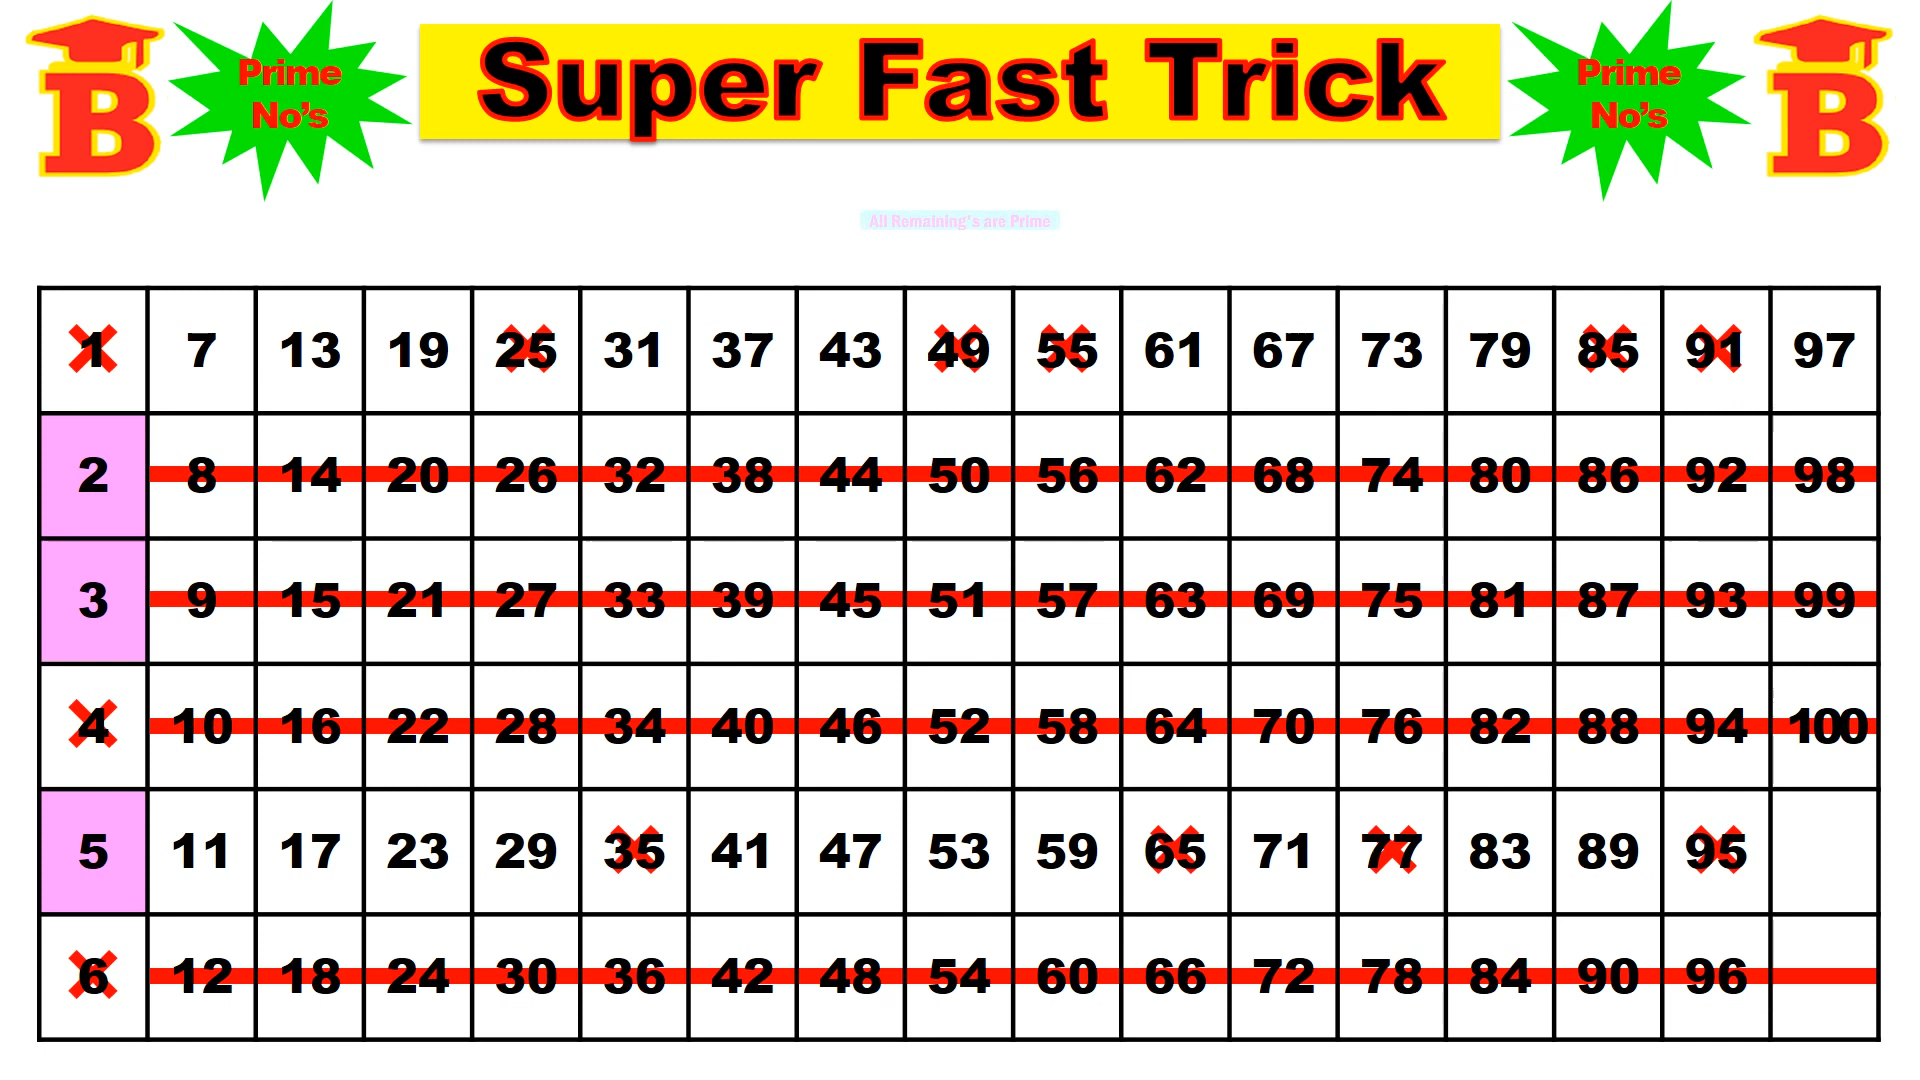 B
Prime
No's
Super Fast Trick
Prime
No's
B
All Remaining's are Prime
1 7 13 19 25 31 37 43 49 55 61 67 73 79 85 91 97
2 8 14 20 26 32 38 44 50 56 62 68 74 80 86 92 98
3 9 15 21 27 33 39 45 51 57 63 69 75 81 87 93 99
4 10 16 22 28 34 40 46 52 58 64 70 76 82 88 94 100
5 11 17 23 29 35 41 47 53 59 65 71 77 83 89 95
6 12 18 24 30 36 42 48 54 60 66 72 78 84 90 96